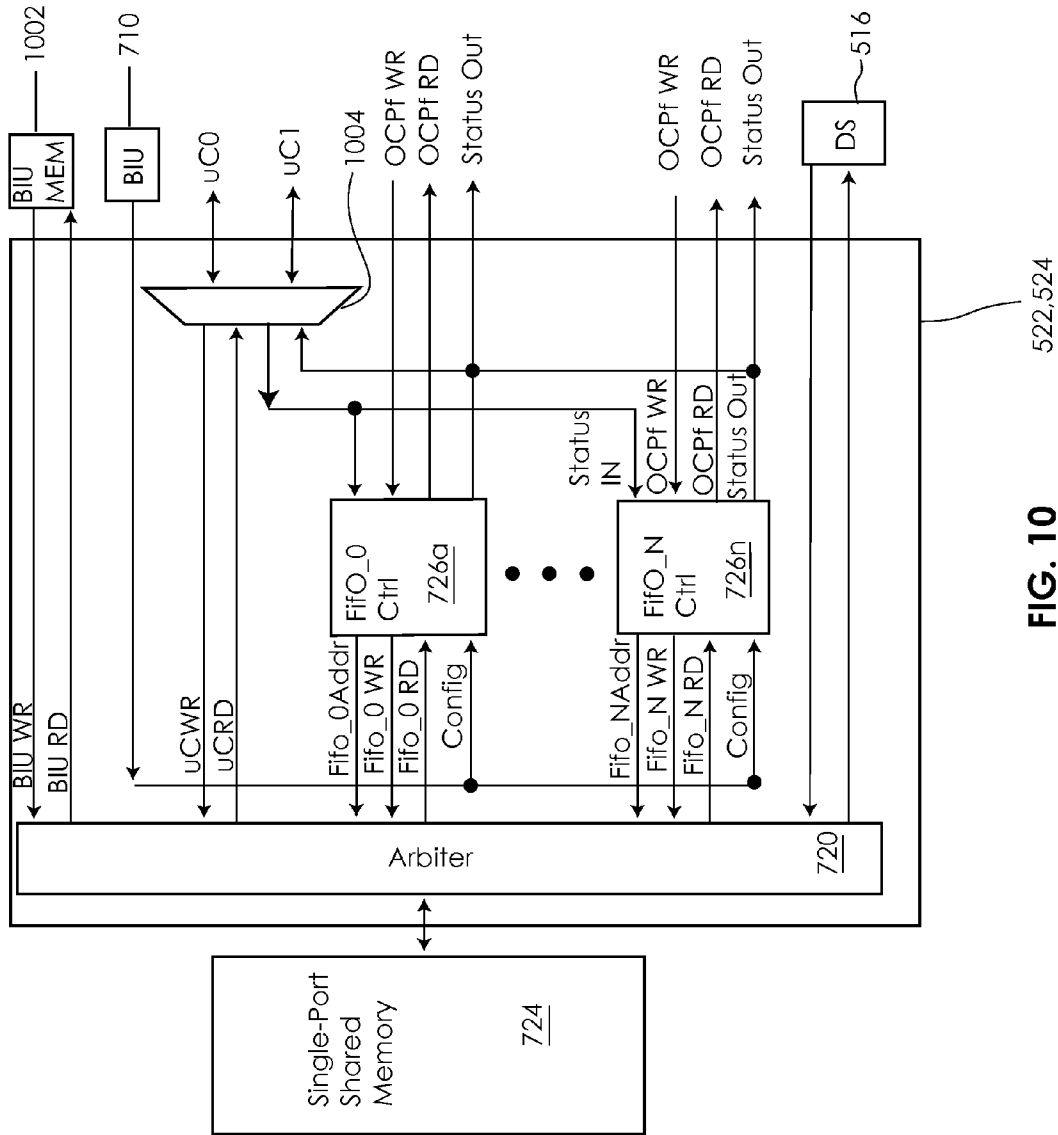 1002
710
BIU
MEM
BIU
uC0
uC1
1004
OCPf WR
OCPf RD
Status Out
OCPf WR
OCPf RD
Status Out
DS
516
BIU WR
BIU RD
uCWR
uCRD
Fifo_0Addr
Fifo_0 WR
Fifo_0 RD
Config
FifO_0
Ctrl
726a
Status
IN
OCPf WR
OCPf RD
Status Out
Fifo_NAddr
Fifo_N WR
Fifo_N RD
Config
FifO_N
Ctrl
726n
Arbiter
720
Single-Port
Shared
Memory
724
522,524
FIG. 10